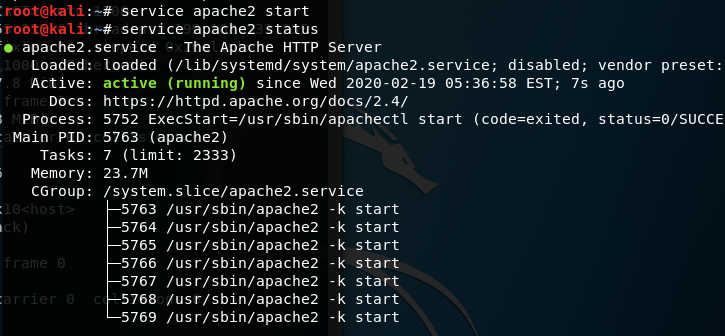 root@kali:~# service apache2 start
root@kali:~# service apache2 status
● apache2.service - The Apache HTTP Server
Loaded: loaded (/lib/systemd/system/apache2.service; disabled; vendor preset:
Active: active (running) since Wed 2020-02-19 05:36:58 EST; 7s ago
Docs: https://httpd.apache.org/docs/2.4/
Process: 5752 ExecStart=/usr/sbin/apachectl start (code=exited, status=0/SUCCE
Main PID: 5763 (apache2)
Tasks: 7 (limit: 2333)
Memory: 23.7M
CGroup: /system.slice/apache2.service
├─5763 /usr/sbin/apache2 -k start
├─5764 /usr/sbin/apache2 -k start
├─5765 /usr/sbin/apache2 -k start
├─5766 /usr/sbin/apache2 -k start
├─5767 /usr/sbin/apache2 -k start
├─5768 /usr/sbin/apache2 -k start
└─5769 /usr/sbin/apache2 -k start